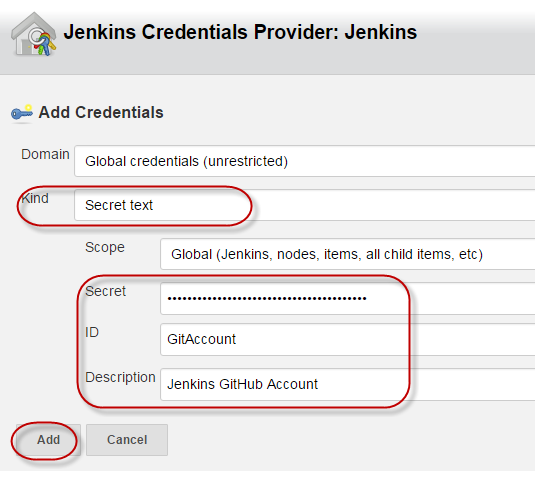 Jenkins Credentials Provider: Jenkins
Add Credentials
Domain Global credentials (unrestricted)
Kind Secret text
Scope Global (Jenkins, nodes, items, all child items, etc)
Secret ••••••••••••••••••••••••••••••••••••••••
ID GitAccount
Description Jenkins GitHub Account
Add Cancel